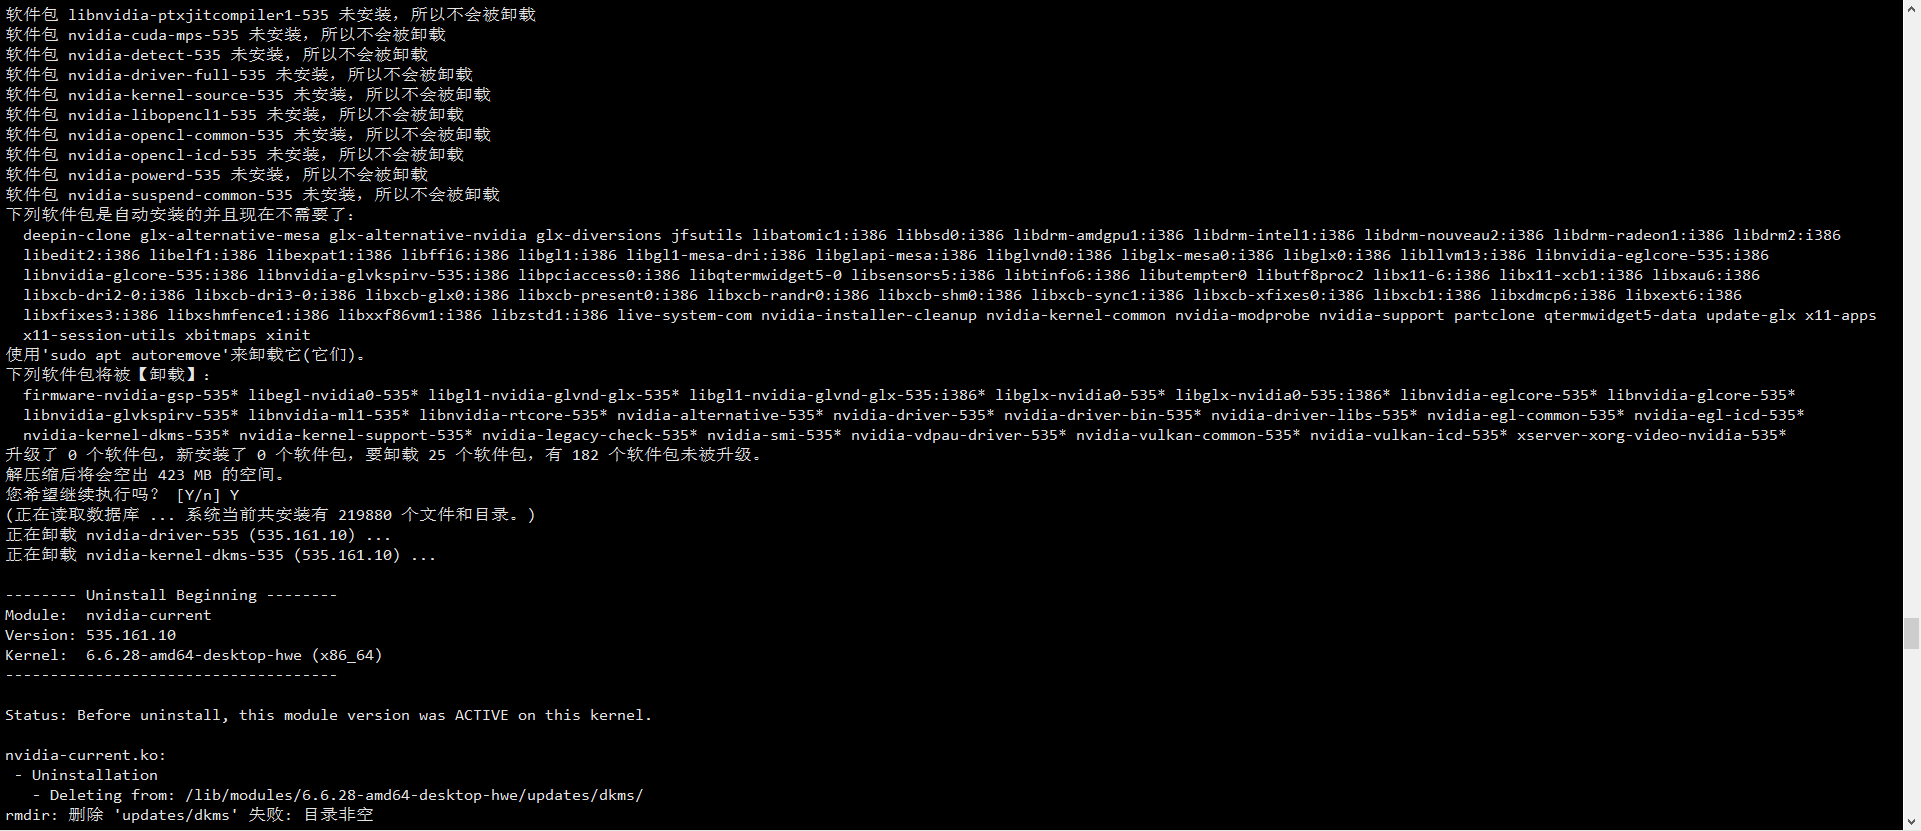 软件包 libnvidia-ptxjitcompiler1-535 未安装，所以不会被卸载
软件包 nvidia-cuda-mps-535 未安装，所以不会被卸载
软件包 nvidia-detect-535 未安装，所以不会被卸载
软件包 nvidia-driver-full-535 未安装，所以不会被卸载
软件包 nvidia-kernel-source-535 未安装，所以不会被卸载
软件包 nvidia-libopencl1-535 未安装，所以不会被卸载
软件包 nvidia-opencl-common-535 未安装，所以不会被卸载
软件包 nvidia-opencl-icd-535 未安装，所以不会被卸载
软件包 nvidia-powerd-535 未安装，所以不会被卸载
软件包 nvidia-suspend-common-535 未安装，所以不会被卸载
下列软件包是自动安装的并且现在不需要了：
  deepin-clone glx-alternative-mesa glx-alternative-nvidia glx-diversions jfsutils libatomic1:i386 libbsd0:i386 libdrm-amdgpu1:i386 libdrm-intel1:i386 libdrm-nouveau2:i386 libdrm-radeon1:i386 libdrm2:i386
  libedit2:i386 libelf1:i386 libexpat1:i386 libffi6:i386 libgl1:i386 libgl1-mesa-dri:i386 libglapi-mesa:i386 libglvnd0:i386 libglx-mesa0:i386 libglx0:i386 libllvm13:i386 libnvidia-eglcore-535:i386
  libnvidia-glcore-535:i386 libnvidia-glvkspirv-535:i386 libpciaccess0:i386 libqtermwidget5-0 libsensors5:i386 libtinfo6:i386 libutempter0 libutf8proc2 libx11-6:i386 libx11-xcb1:i386 libxau6:i386
  libxcb-dri2-0:i386 libxcb-dri3-0:i386 libxcb-glx0:i386 libxcb-present0:i386 libxcb-randr0:i386 libxcb-shm0:i386 libxcb-sync1:i386 libxcb-xfixes0:i386 libxcb1:i386 libxdmcp6:i386 libxext6:i386
  libxfixes3:i386 libxshmfence1:i386 libxxf86vm1:i386 libzstd1:i386 live-system-com nvidia-installer-cleanup nvidia-kernel-common nvidia-modprobe nvidia-support partclone qtermwidget5-data update-glx x11-apps
  x11-session-utils xbitmaps xinit
使用'sudo apt autoremove'来卸载它(它们)。
下列软件包将被【卸载】：
  firmware-nvidia-gsp-535* libegl-nvidia0-535* libgl1-nvidia-glvnd-glx-535* libgl1-nvidia-glvnd-glx-535:i386* libglx-nvidia0-535* libglx-nvidia0-535:i386* libnvidia-eglcore-535* libnvidia-glcore-535*
  libnvidia-glvkspirv-535* libnvidia-ml1-535* libnvidia-rtcore-535* nvidia-alternative-535* nvidia-driver-535* nvidia-driver-bin-535* nvidia-driver-libs-535* nvidia-egl-common-535* nvidia-egl-icd-535*
  nvidia-kernel-dkms-535* nvidia-kernel-support-535* nvidia-legacy-check-535* nvidia-smi-535* nvidia-vdpau-driver-535* nvidia-vulkan-common-535* nvidia-vulkan-icd-535* xserver-xorg-video-nvidia-535*
升级了 0 个软件包，新安装了 0 个软件包，要卸载 25 个软件包，有 182 个软件包未被升级。
解压缩后将会空出 423 MB 的空间。
您希望继续执行吗？ [Y/n] Y
(正在读取数据库 ... 系统当前共安装有 219880 个文件和目录。)
正在卸载 nvidia-driver-535 (535.161.10) ...
正在卸载 nvidia-kernel-dkms-535 (535.161.10) ...
-------- Uninstall Beginning --------
Module:  nvidia-current
Version: 535.161.10
Kernel:  6.6.28-amd64-desktop-hwe (x86_64)
-------------------------------------
Status: Before uninstall, this module version was ACTIVE on this kernel.
nvidia-current.ko:
 - Uninstallation
   - Deleting from: /lib/modules/6.6.28-amd64-desktop-hwe/updates/dkms/
rmdir: 删除 'updates/dkms' 失败: 目录非空